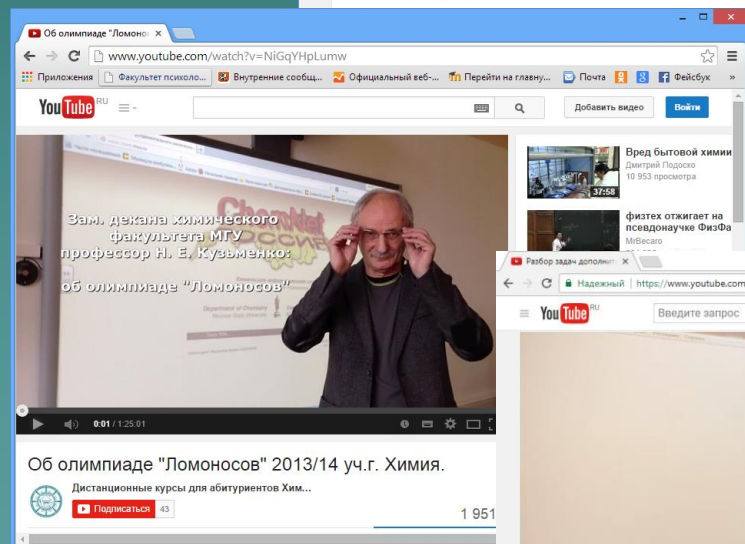 Об олимпиаде "Ломоно
www.youtube.com/watch?v=NiGqYHpLumw
Приложения Факультет психоло... Внутренние сообщ... Официальный веб-... Перейти на главну... Почта 8 Фейсбук »
YouTube RU
Добавить видео
Войти
ChemNet
РОССИЯ
Зам. декана химического
факультета МГУ
профессор Н. Е. Кузьменко:
об олимпиаде "Ломоносов"
0:01 / 1:25:01
37:58
Вред бытовой химии
Дмитрий Подоско
10 953 просмотра
физтех отжигает на
псевдонауке ФизФа
MrBecaro
Об олимпиаде "Ломоносов" 2013/14 уч.г. Химия.
Дистанционные курсы для абитуриентов Хим...
Подписаться 43
1 951
Разбор задач дополнит
Надежный https://www.youtube.com
YouTube RU
Введите запрос